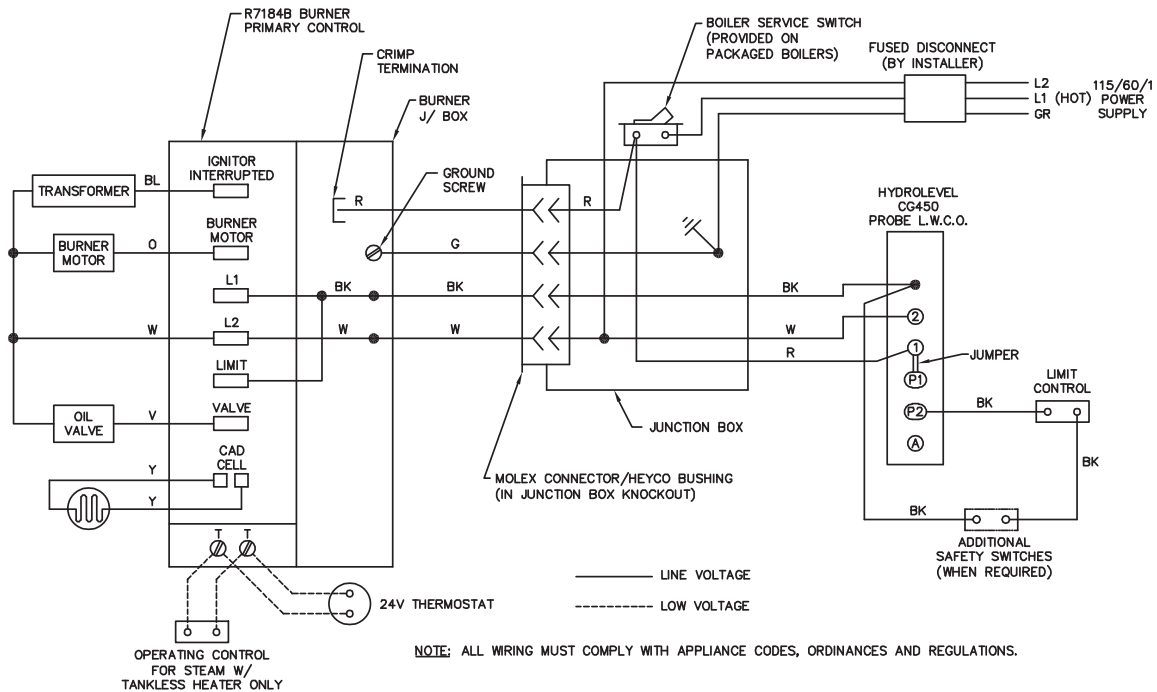 R7184B BURNER
PRIMARY CONTROL
CRIMP
TERMINATION
BURNER
J/ BOX
BOILER SERVICE SWITCH
(PROVIDED ON
PACKAGED BOILERS)
FUSED DISCONNECT
(BY INSTALLER)
L2
L1 (HOT)
GR
115/60/1
POWER
SUPPLY
TRANSFORMER
BL
IGNITOR
INTERRUPTED
GROUND
SCREW
R
R
HYDROLEVEL
CG450
PROBE L.W.C.O.
BURNER
MOTOR
O
BURNER
MOTOR
G
L1
BK
BK
BK
W
L2
W
W
W
2
R
1
JUMPER
LIMIT
P1
LIMIT
CONTROL
OIL
VALVE
V
VALVE
JUNCTION BOX
P2
BK
A
BK
CAD
CELL
Y
Y
MOLEX CONNECTOR/HEYCO BUSHING
(IN JUNCTION BOX KNOCKOUT)
BK
ADDITIONAL
SAFETY SWITCHES
(WHEN REQUIRED)
T T
24V THERMOSTAT
LINE VOLTAGE
LOW VOLTAGE
OPERATING CONTROL
FOR STEAM W/
TANKLESS HEATER ONLY
NOTE: ALL WIRING MUST COMPLY WITH APPLIANCE CODES, ORDINANCES AND REGULATIONS.